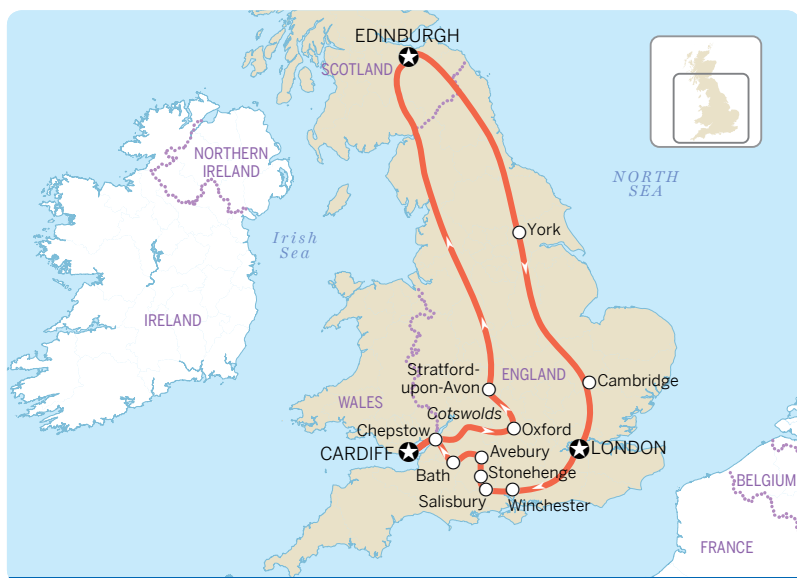 EDINBURGH
SCOTLAND
NORTHERN
IRELAND
NORTH
SEA
York
Irish
Sea
IRELAND
Stratford-
upon-Avon
ENGLAND
Cambridge
WALES
Cotswolds
Chepstow
Oxford
CARDIFF
LONDON
Avebury
Bath
Stonehenge
BELGIUM
Salisbury
Winchester
FRANCE